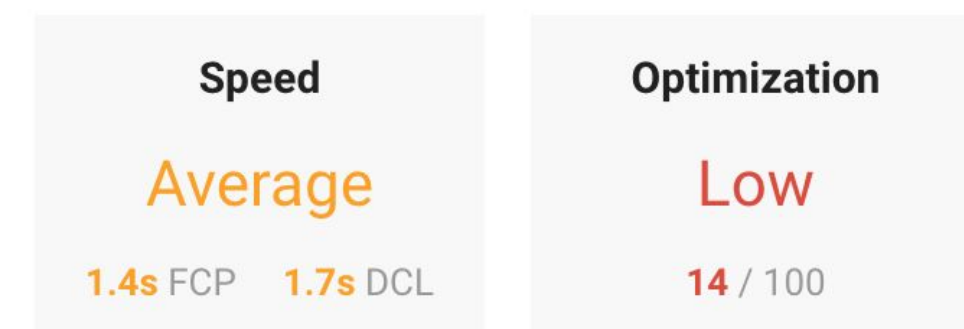 Speed
Average
1.4s FCP 1.7s DCL
Optimization
Low
14 / 100